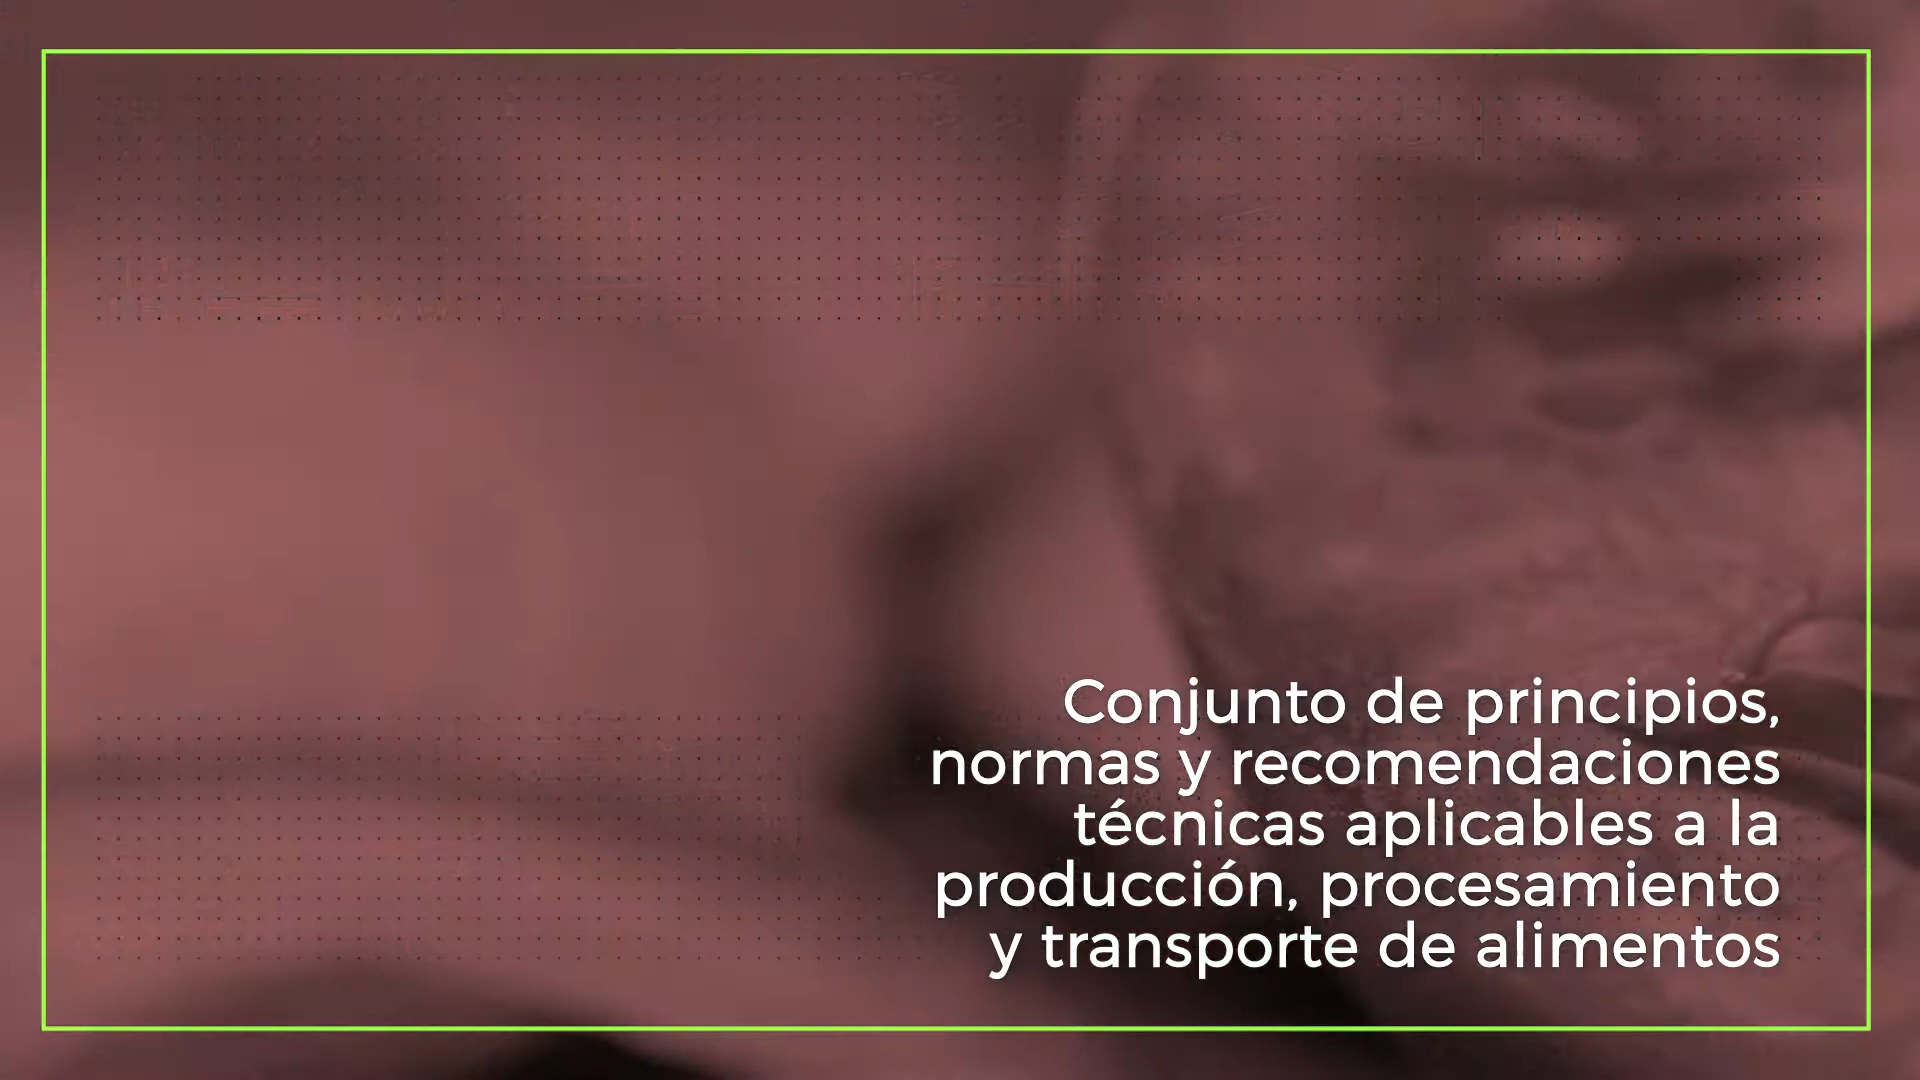 Conjunto de principios,
normas y recomendaciones
técnicas aplicables a la
producción, procesamiento
y transporte de alimentos